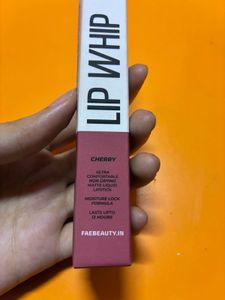 LIP WHIP
CHERRY
ULTRA
COMFORTABLE
NON DRYING
MATTE LIQUID
LIPSTICK
MOISTURE LOCK
FORMULA
LASTS UPTO
12 HOURS
FAEBEAUTY.IN